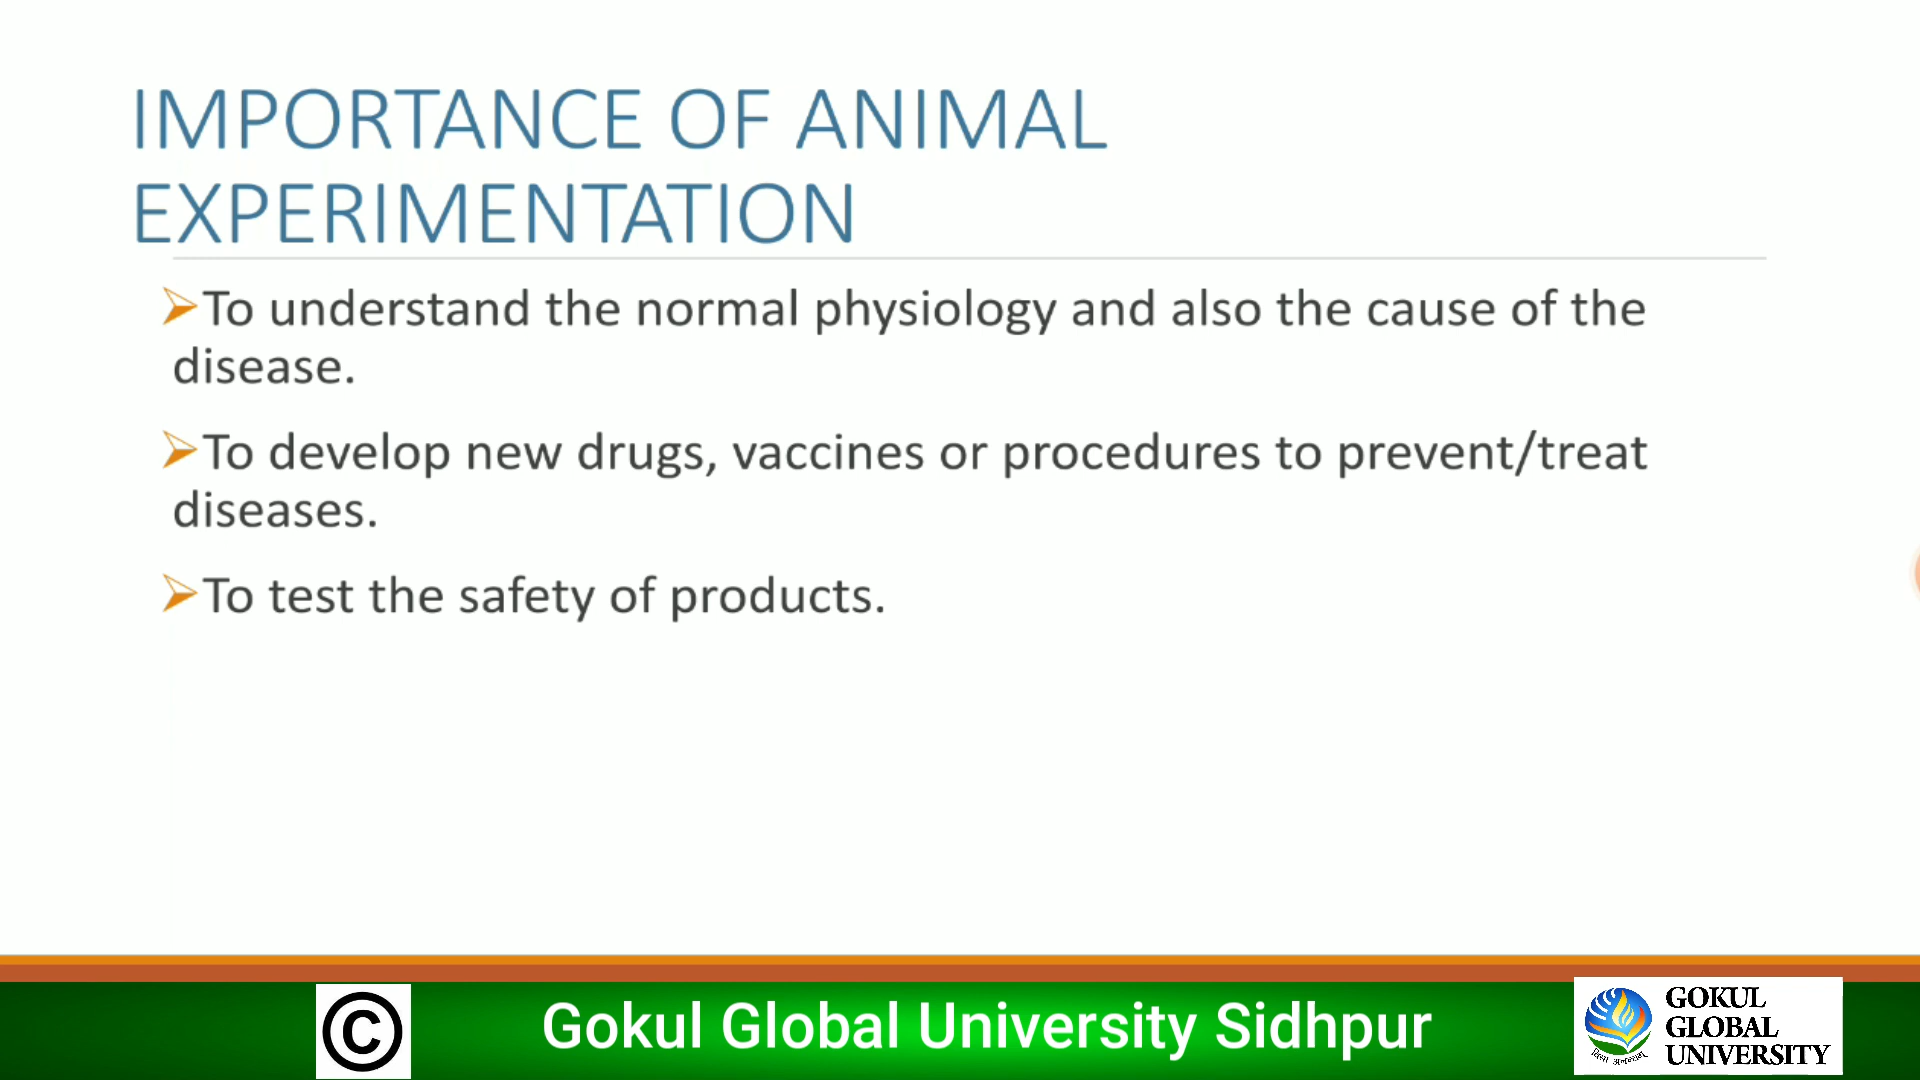 IMPORTANCE OF ANIMAL
EXPERIMENTATION
➢To understand the normal physiology and also the cause of the
disease.
➢To develop new drugs, vaccines or procedures to prevent/treat
diseases.
➢To test the safety of products.
©
Gokul Global University Sidhpur
GOKUL
GLOBAL
UNIVERSITY